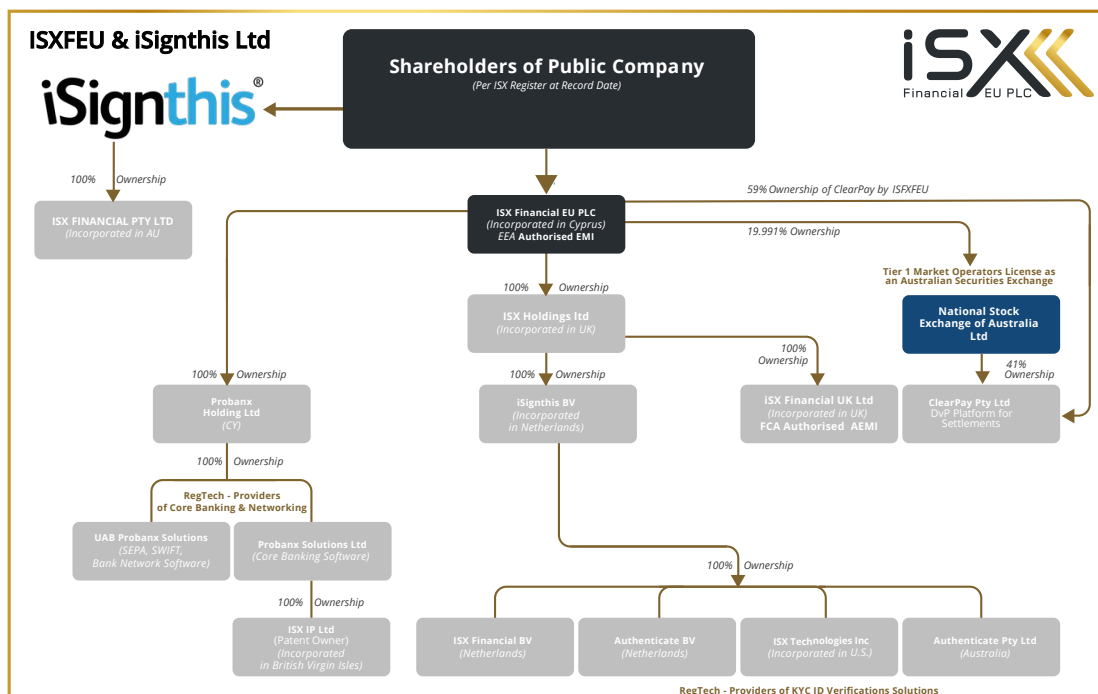 ISXFEU & iSignthis Ltd
iSignthis®
Shareholders of Public Company
(Per ISX Register at Record Date)
iSX
Financial EU PLC
100% Ownership
ISX FINANCIAL PTY LTD
(Incorporated in AU
ISX Financial EU PLC
(Incorporated in Cyprus)
EEA Authorised EMI
59% Ownership of ClearPay by ISFXFEU
19.991% Ownership
Tier 1 Market Operators License as
an Australian Securities Exchange
100% Ownership
ISX Holdings ltd
(Incorporated in UK)
National Stock
Exchange of Australia
Ltd
100%
Ownership
41%
Ownership
100% Ownership
Probanx
Holding Ltd
(CY)
100% Ownership
iSignthis BV
(Incorporated
in Netherlands)
iSX Financial UK Ltd
(Incorporated in UK)
FCA Authorised AEMI
ClearPay Pty Ltd
DvP Platform for
Settlements
100% Ownership
RegTech - Providers
of Core Banking & Networking
UAB Probanx Solutions
(SEPA, SWIFT,
Bank Network Software)
Probanx Solutions Ltd
(Core Banking Software)
100% Ownership
100% Ownership
ISX IP Ltd
(Patent Owner)
(Incorporated
in British Virgin Isles)
ISX Financial BV
(Netherlands)
Authenticate BV
(Netherlands)
ISX Technologies Inc
(Incorporated in U.S.)
Authenticate Pty Ltd
(Australia)
RegTech - Providers of KYC ID Verifications Solutions